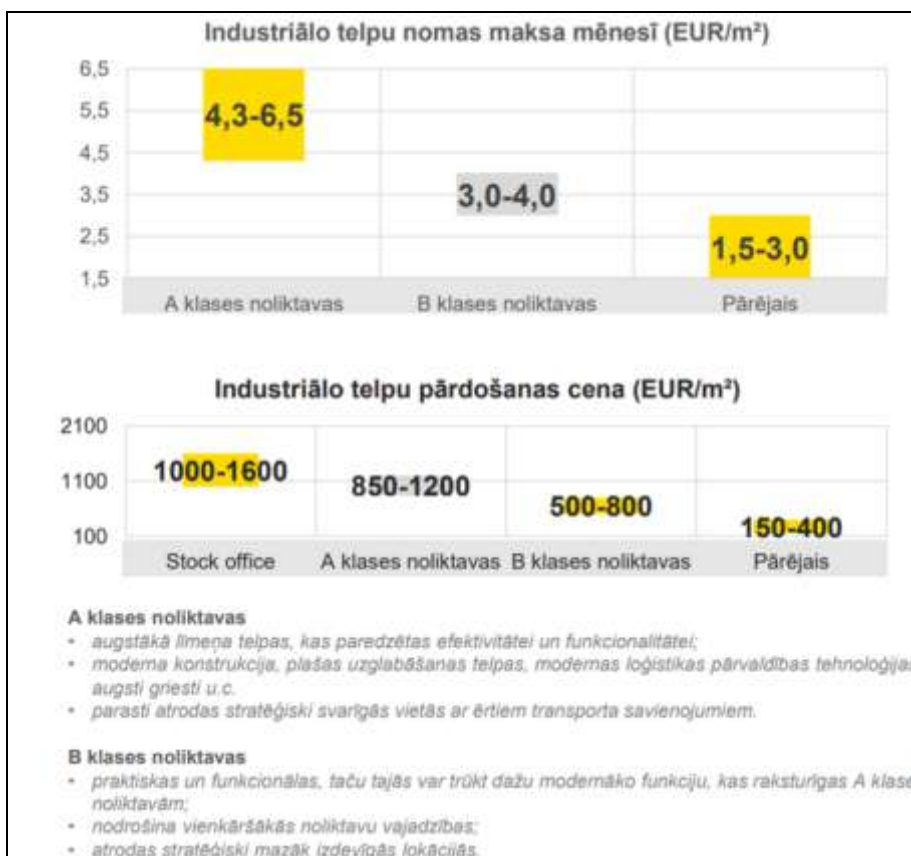 Industriālo telpu nomas maksa mēnesī (EUR/m²)
6,5
5,5
4,5
3,5
2,5
1,5
4,3-6,5
3,0-4,0
1,5-3,0
A klases noliktavas
B klases noliktavas
Pārējais
Industriālo telpu pārdošanas cena (EUR/m²)
2100
1100
100
1000-1600
850-1200
500-800
150-400
Stock office
A klases noliktavas
B klases noliktavas
Pārējais
A klases noliktavas
• augstākā līmeņa telpas, kas paredzētas efektivitātei un funkcionalitātei;
• moderna konstrukcija, plašas uzglabāšanas telpas, modernas loģistikas pārvaldības tehnoloģijas
augsti griesti u.c.
• parasti atrodas stratēģiski svarīgās vietās ar ērtiem transporta savienojumiem.
B klases noliktavas
• praktiskas un funkcionālas, taču tajās var trūkt dažu modernāko funkciju, kas raksturīgas A klase
noliktavām;
• nodrošina vienkāršākās noliktavu vajadzības;
• atrodas stratēģiski mazāk izdevīgās lokācijās.